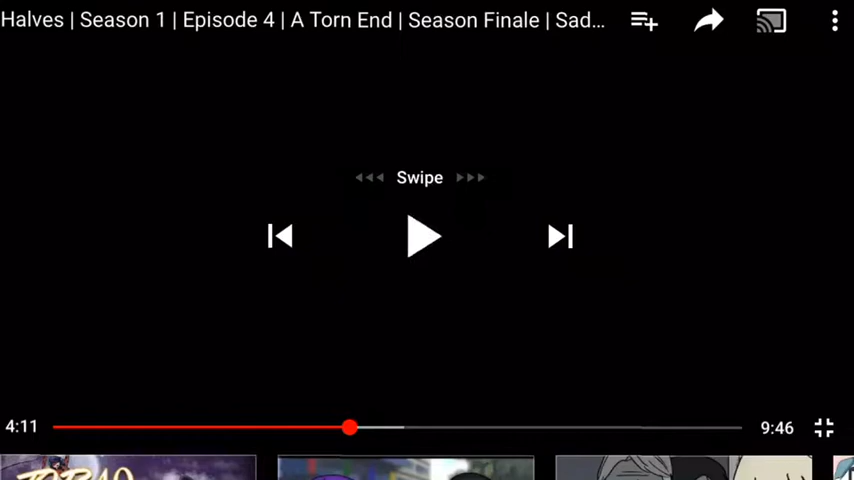 Halves | Season 1 | Episode 4 | A Torn End | Season Finale | Sad...
Swipe
4:11
9:46